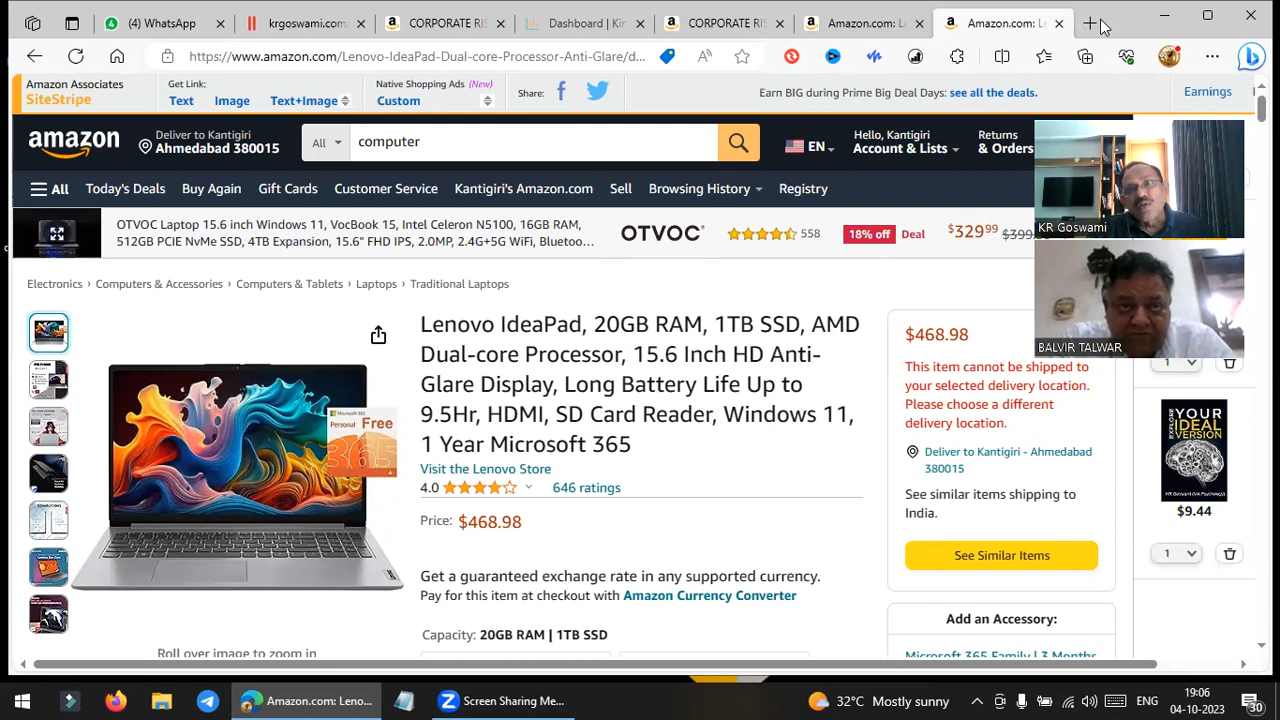 (4) WhatsApp
krgoswami.com/
CORPORATE RIS
Dashboard | Kin
CORPORATE RIS
Amazon.com: L
Amazon.com: Le
https://www.amazon.com/Lenovo-IdeaPad-Dual-core-Processor-Anti-Glare/d...
Amazon Associates
SiteStripe
Get Link:
Text Image Text+Image
Native Shopping Ads (New)
Custom
Share:
Earn BIG during Prime Big Deal Days: see all the deals.
Earnings
amazon
Deliver to Kantigiri
Ahmedabad 380015
All
computer
EN
Hello, Kantigiri
Account & Lists
Returns
& Orders
All Today's Deals Buy Again Gift Cards Customer Service Kantigiri's Amazon.com Sell Browsing History Registry
OTVOC Laptop 15.6 inch Windows 11, VocBook 15, Intel Celeron N5100, 16GB RAM,
512GB PCIE NvMe SSD, 4TB Expansion, 15.6" FHD IPS, 2.0MP, 2.4G+5G WiFi, Bluetoo...
OTVOC
558
18% off Deal
$329.99
KR Goswami
BALVIR TALWAR
Electronics › Computers & Accessories › Computers & Tablets › Laptops › Traditional Laptops
Lenovo IdeaPad, 20GB RAM, 1TB SSD, AMD
Dual-core Processor, 15.6 Inch HD Anti-
Glare Display, Long Battery Life Up to
9.5Hr, HDMI, SD Card Reader, Windows 11,
1 Year Microsoft 365
Visit the Lenovo Store
4.0
646 ratings
Price: $468.98
Get a guaranteed exchange rate in any supported currency.
Pay for this item at checkout with Amazon Currency Converter
Capacity: 20GB RAM | 1TB SSD
Microsoft 365
Personal Free
365
Roll over image to zoom in
$468.98
This item cannot be shipped to
your selected delivery location.
Please choose a different
delivery location.
Deliver to Kantigiri - Ahmedabad
380015
See similar items shipping to
India.
See Similar Items
Add an Accessory:
Microsoft 365 Family | 3 Months
1
EXPLORE
YOUR
IDEAL
VERSION
$9.44
1
Amazon.com: Leno...
Screen Sharing Me...
32°C Mostly sunny
ENG
19:06
04-10-2023
30